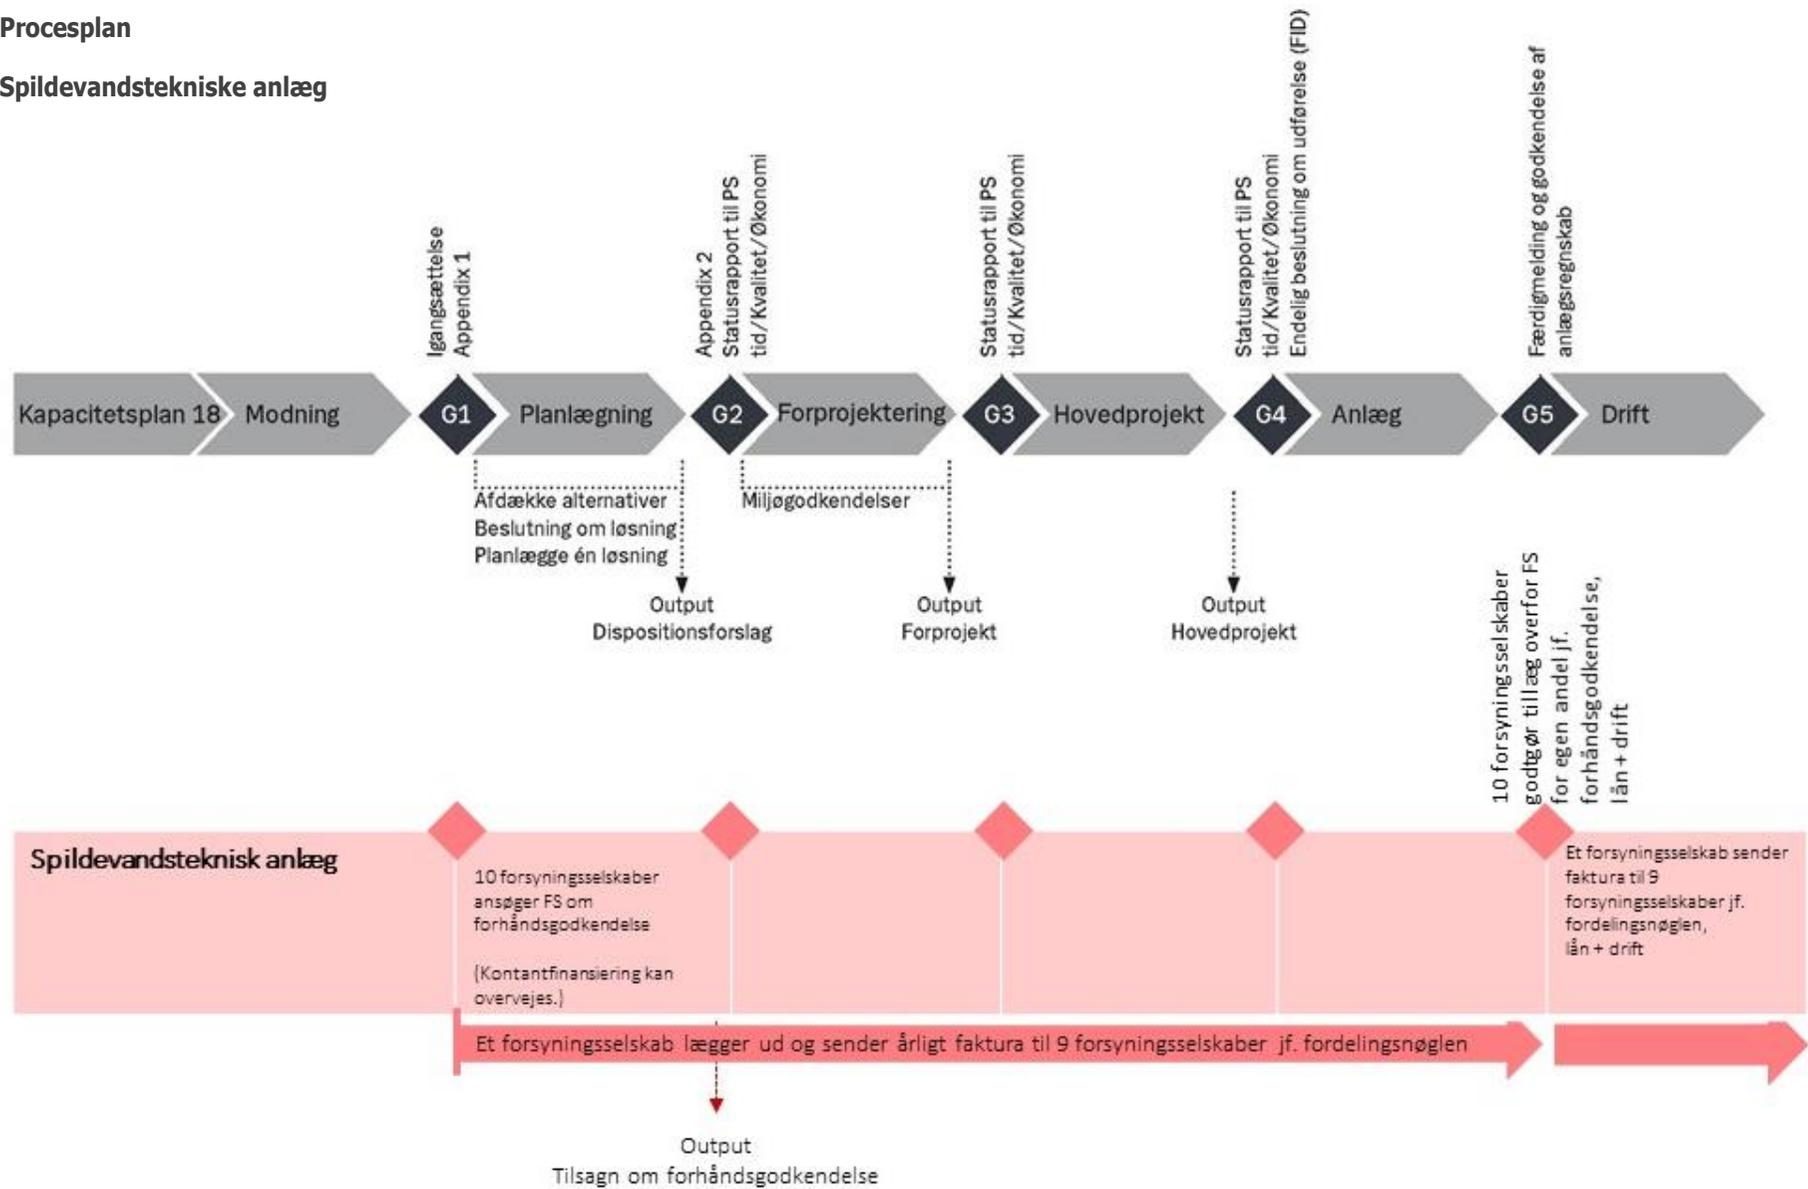 Procesplan
Spildevandstekniske anlæg
Igangsættelse
Appendix 1
Appendix 2
Statusrapport til PS
tid/Kvalitet/Økonomi
Statusrapport til PS
tid/Kvalitet/Økonomi
Statusrapport til PS
tid/Kvalitet/Økonomi
Endelig beslutning om udførelse (FID)
Færdigmelding og godkendelse af
anlægsregnskab
Kapacitetsplan 18
Modning
G1
Planlægning
G2
Forprojektering
G3
Hovedprojekt
G4
Anlæg
G5
Drift
Afdække alternativer
Beslutning om løsning
Planlægge én løsning
Miljøgodkendelser
Output
Dispositionsforslag
Output
Forprojekt
Output
Hovedprojekt
10 forsyningsselskaber
godtgør tillæg overfor FS
for egen andel jf.
forhåndsgodkendelse,
lån + drift
Spildevandsteknisk anlæg
10 forsyningsselskaber
ansøger FS om
forhåndsgodkendelse
(Kontantfinansiering kan
overvejes.)
Et forsyningsselskab sender
faktura til 9
forsyningsselskaber jf.
fordelingsnøglen,
lån + drift
Et forsyningsselskab lægger ud og sender årligt faktura til 9 forsyningsselskaber jf. fordelingsnøglen
Output
Tilsagn om forhåndsgodkendelse